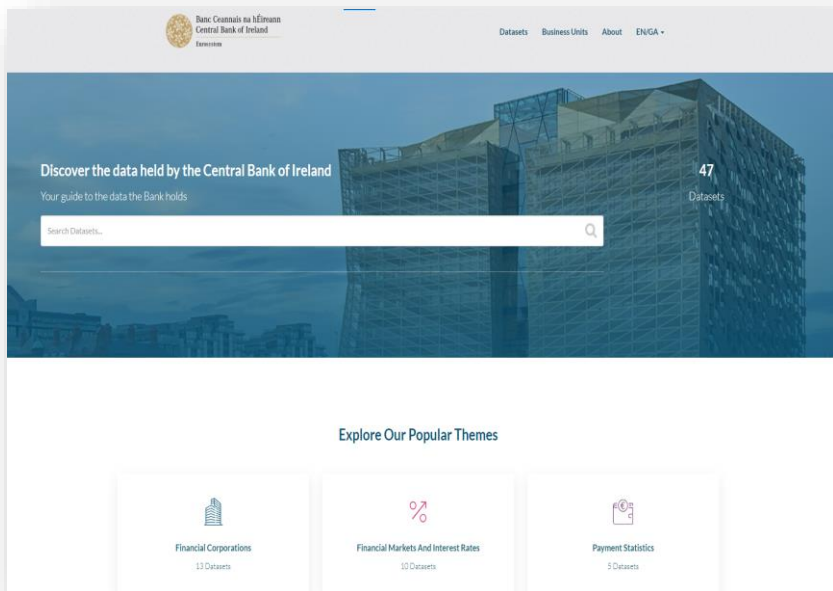 Banc Ceannais na hÉireann
Central Bank of Ireland
Eurosystem
Datasets Business Units About EN/GA
Discover the data held by the Central Bank of Ireland
Your guide to the data the Bank holds
Search Datasets...
47
Datasets
Explore Our Popular Themes
Financial Corporations
13 Datasets
Financial Markets And Interest Rates
10 Datasets
Payment Statistics
5 Datasets